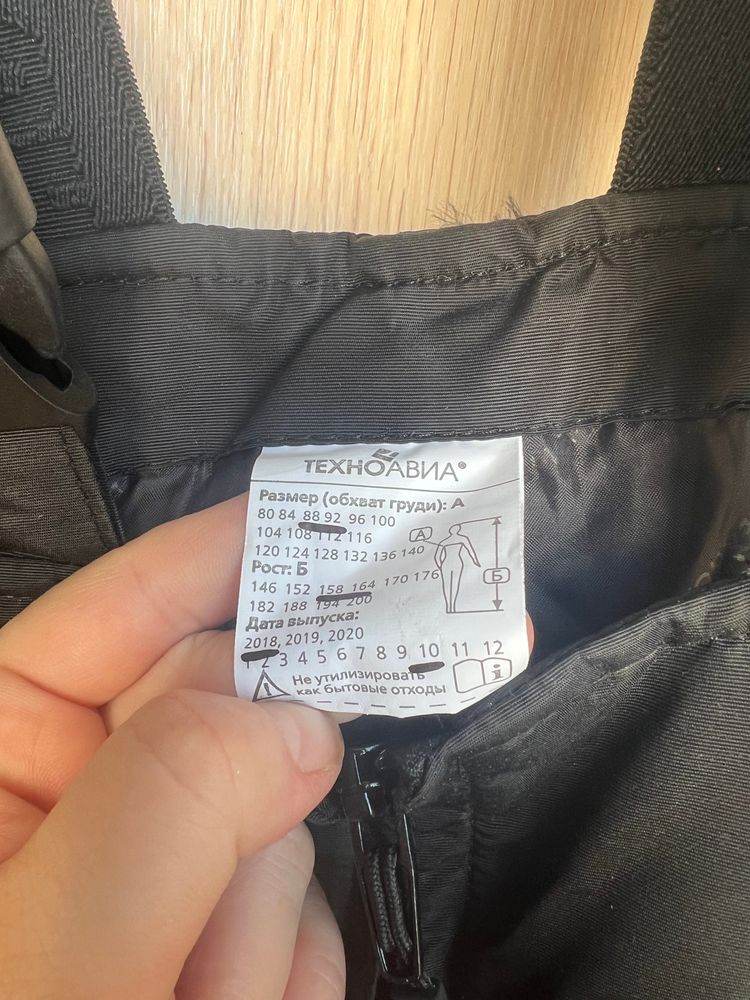 ТЕХНОАВИА®
Размер (обхват груди): А
80 84 88 92 96 100
104 108 112 116
120 124 128 132 136 140
А
Рост: Б
Б
146 152 158 164 170 176
182 188 194 200
Дата выпуска:
2018, 2019, 2020
1 2 3 4 5 6 7 8 9 10 11 12
Не утилизировать
как бытовые отходы